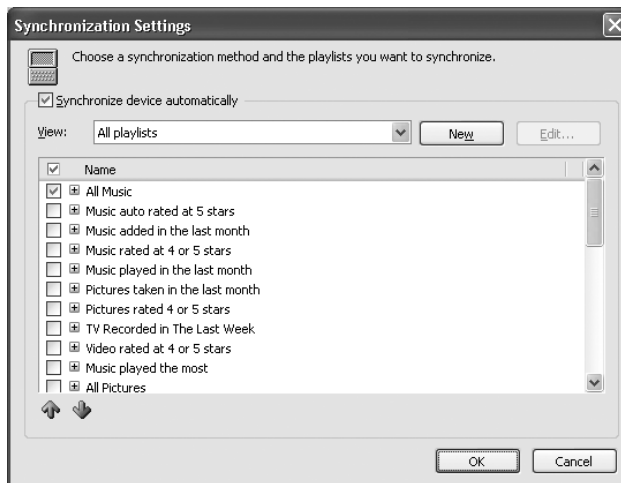 Synchronization Settings
Choose a synchronization method and the playlists you want to synchronize.
Synchronize device automatically
View: All playlists New Edit...
Name
All Music
Music auto rated at 5 stars
Music added in the last month
Music rated at 4 or 5 stars
Music played in the last month
Pictures taken in the last month
Pictures rated 4 or 5 stars
TV Recorded in The Last Week
Video rated at 4 or 5 stars
Music played the most
All Pictures
OK Cancel